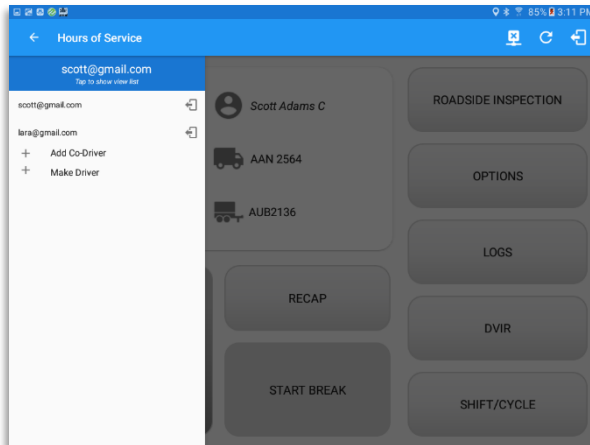 85% 3:11 PM
Hours of Service
scott@gmail.com
Tap to show view list
scott@gmail.com
lara@gmail.com
+ Add Co-Driver
+ Make Driver
Scott Adams C
AAN 2564
AUB2136
RECAP
START BREAK
ROADSIDE INSPECTION
OPTIONS
LOGS
DVIR
SHIFT/CYCLE